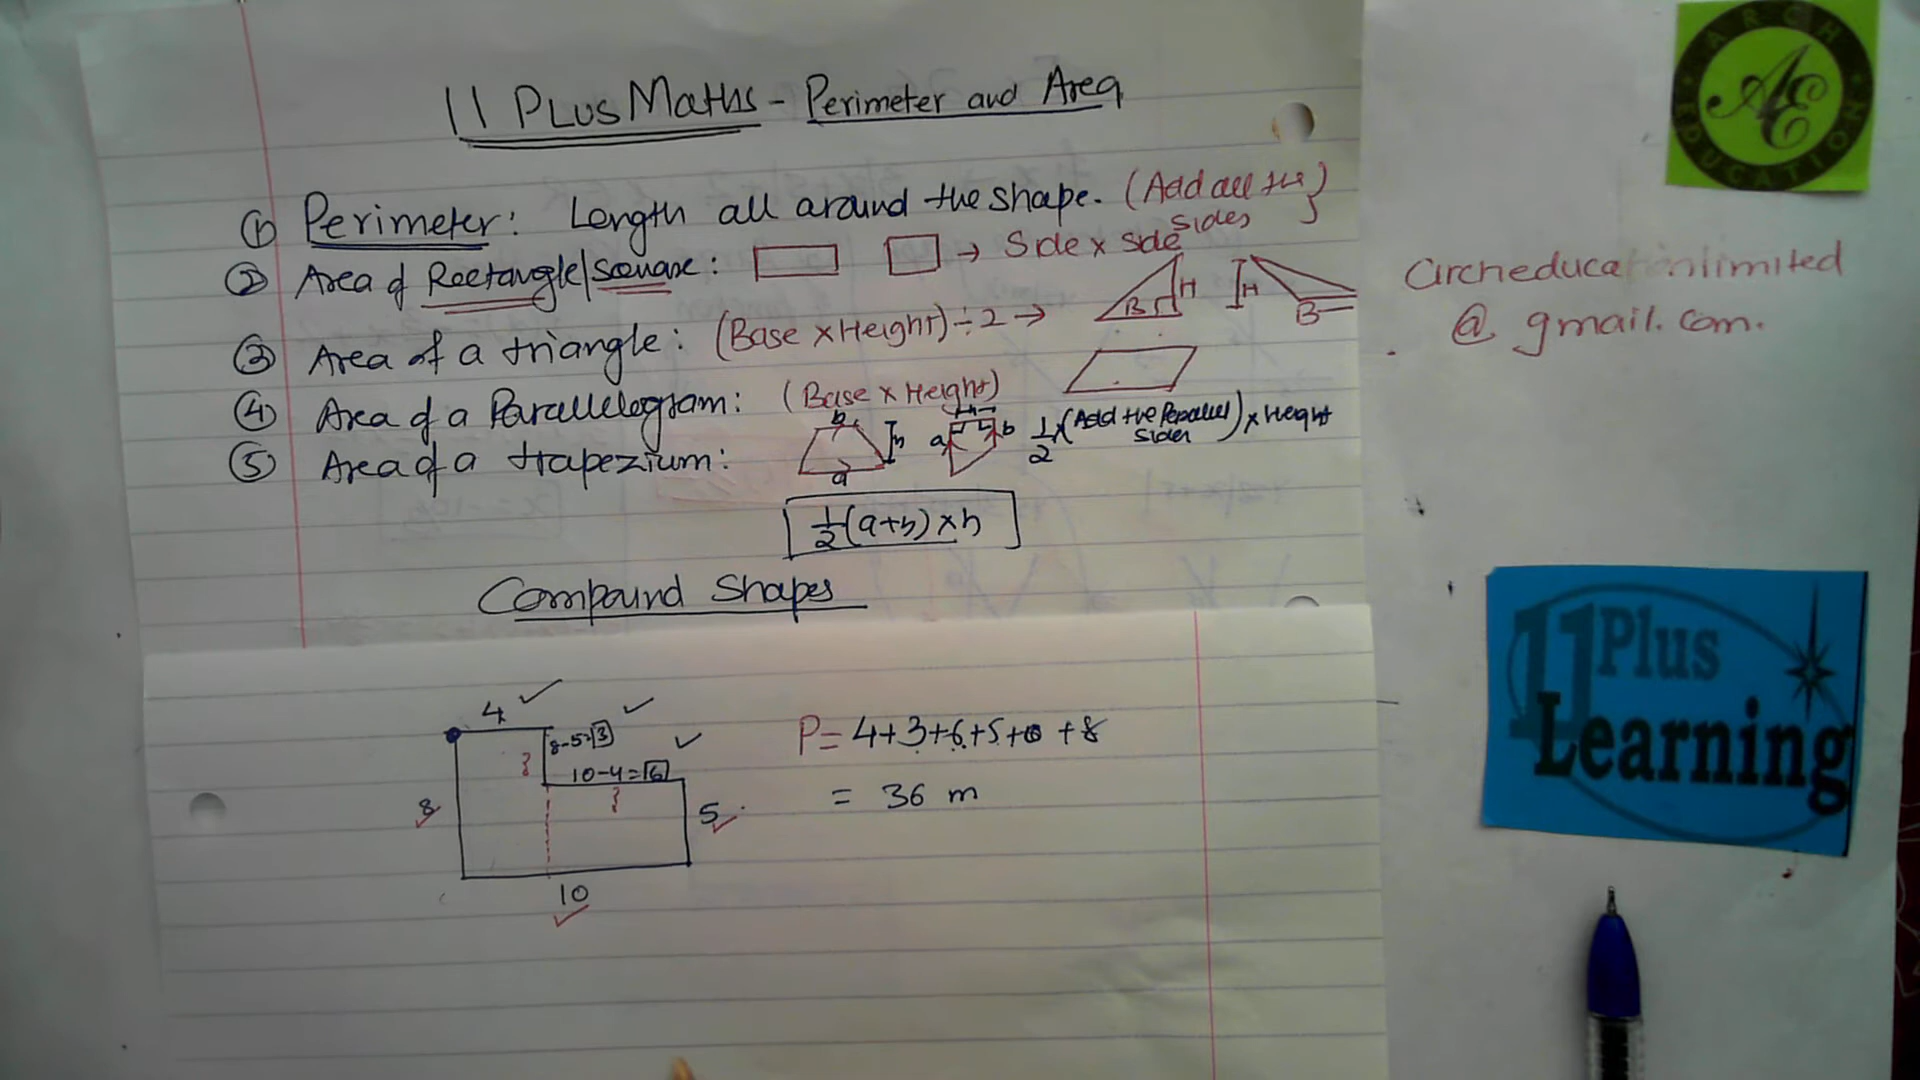 11 PLUS Maths - Perimeter and Area
① Perimeter: Length all around the shape. (Add all the sides)
② Area of Rectangle/square: → Side x side
③ Area of a triangle: (Base x Height) ÷ 2 → B H H B
④ Area of a Parallelogram: (Base x Height)
⑤ Area of a trapezium: b h a a b 1/2 x (Add the Parallel sides) x Height
1/2 (a+b) x h
Compound Shapes
4
8-5=3
?
10-4=6
?
8
5
10
P= 4+3+6+5+10+8
= 36 m
ARCH EDUCATION
AE
@ gmail.com.
11 Plus
Learning